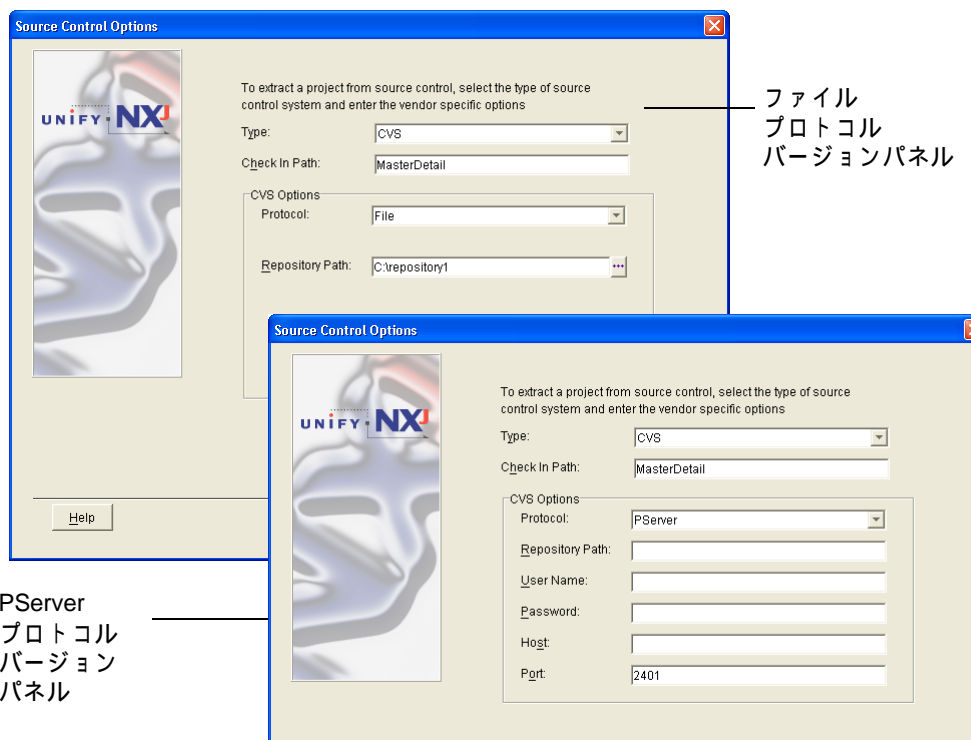 Source Control Options
UNIFY NXJ
To extract a project from source control, select the type of source
control system and enter the vendor specific options
Type:
CVS
Check In Path:
MasterDetail
CVS Options
Protocol:
File
Repository Path:
C:\repository1
...
Help
ファイル
プロトコル
バージョンパネル
Source Control Options
UNIFY NXJ
To extract a project from source control, select the type of source
control system and enter the vendor specific options
Type:
CVS
Check In Path:
MasterDetail
CVS Options
Protocol:
PServer
Repository Path:
User Name:
Password:
Host:
Port:
2401
PServer
プロトコル
バージョン
パネル